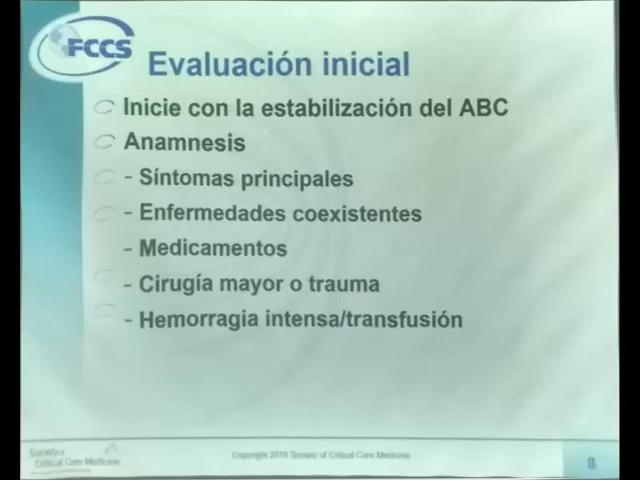 FCCS
Evaluación inicial
Inicie con la estabilización del ABC
Anamnesis
- Síntomas principales
- Enfermedades coexistentes
- Medicamentos
- Cirugía mayor o trauma
- Hemorragia intensa/transfusión
Society of
Critical Care Medicine
Copyright 2016 Society of Critical Care Medicine
8